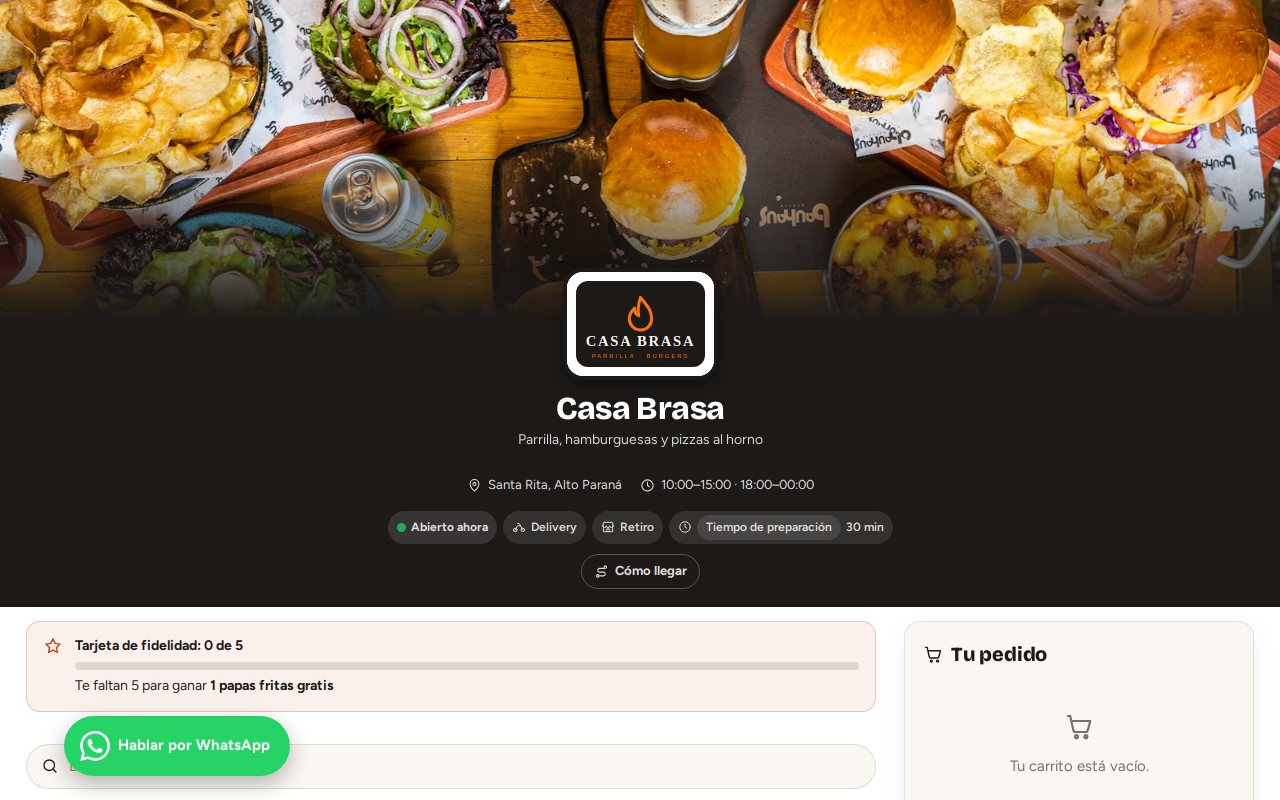 CASA BRASA
PARRILLA · BURGERS
Casa Brasa
Parrilla, hamburguesas y pizzas al horno
Santa Rita, Alto Paraná 10:00–15:00 · 18:00–00:00
Abierto ahora Delivery Retiro Tiempo de preparación 30 min
Cómo llegar
Tarjeta de fidelidad: 0 de 5
Te faltan 5 para ganar 1 papas fritas gratis
Tu pedido
Hablar por WhatsApp
Tu carrito está vacío.